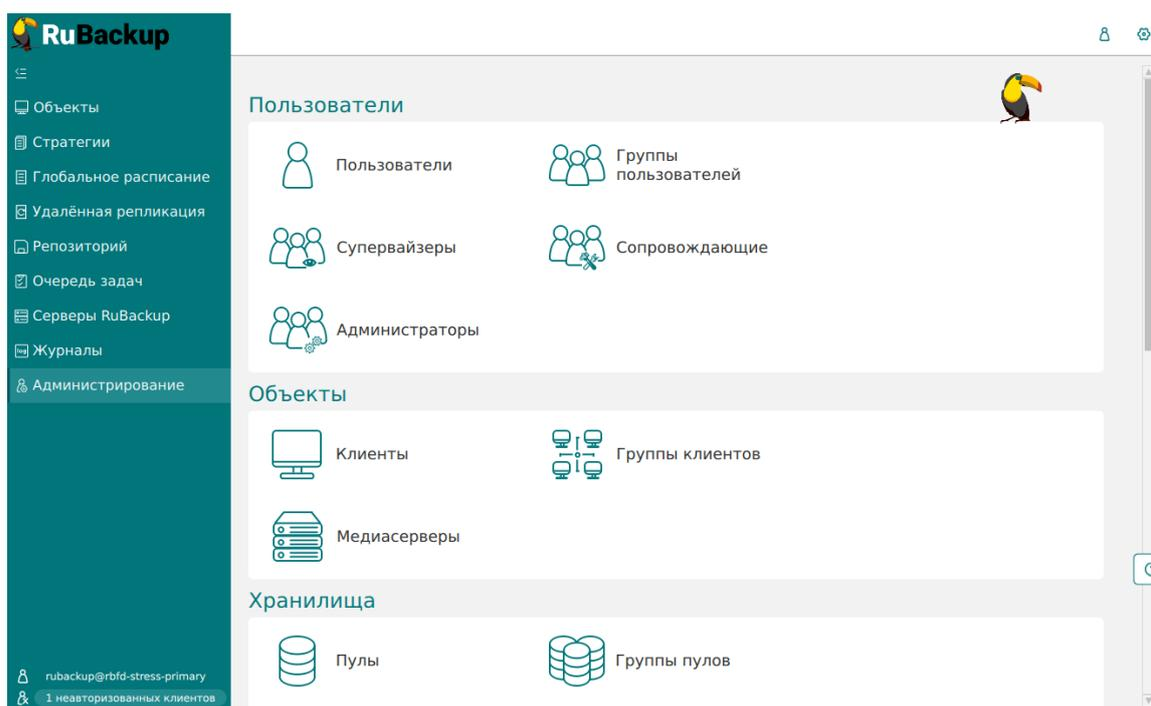 RuBackup
Объекты
Стратегии
Глобальное расписание
Удалённая репликация
Репозиторий
Очередь задач
Серверы RuBackup
log Журналы
Администрирование
rubackup@rbfd-stress-primary
1 неавторизованных клиентов
Пользователи
Пользователи
Группы
пользователей
Супервайзеры
Сопровождающие
Администраторы
Объекты
Клиенты
Группы клиентов
Медиасерверы
Хранилища
Пулы
Группы пулов